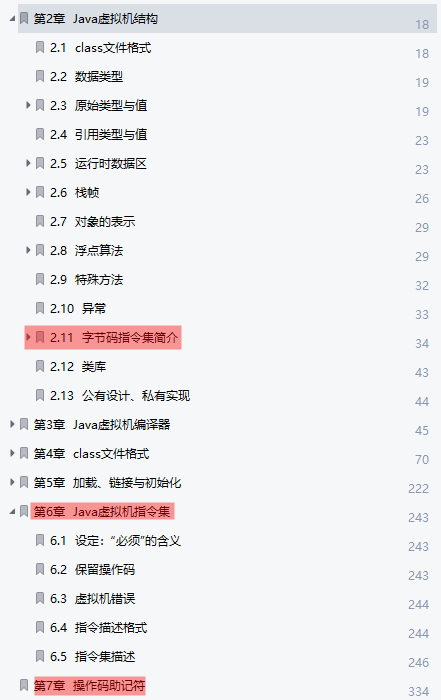 第2章 Java虚拟机结构 18
2.1 class文件格式 18
2.2 数据类型 19
2.3 原始类型与值 19
2.4 引用类型与值 23
2.5 运行时数据区 23
2.6 栈帧 26
2.7 对象的表示 29
2.8 浮点算法 29
2.9 特殊方法 32
2.10 异常 33
2.11 字节码指令集简介 34
2.12 类库 43
2.13 公有设计、私有实现 44
第3章 Java虚拟机编译器 45
第4章 class文件格式 70
第5章 加载、链接与初始化 222
第6章 Java虚拟机指令集 243
6.1 设定：“必须”的含义 243
6.2 保留操作码 243
6.3 虚拟机错误 244
6.4 指令描述格式 244
6.5 指令集描述 246
第7章 操作码助记符 334